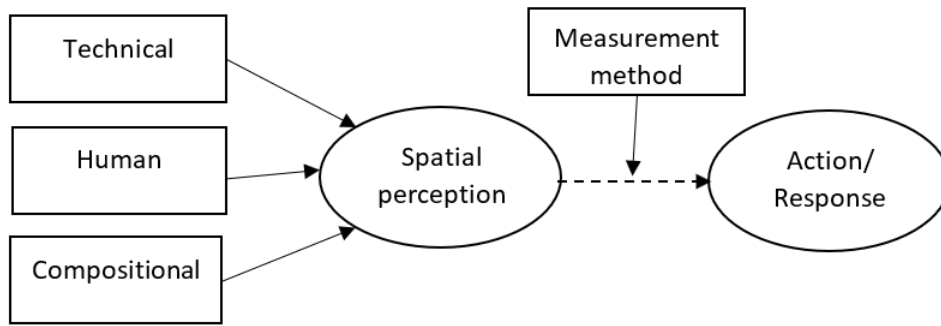 Technical
Human
Compositional
Spatial
perception
Measurement
method
Action/
Response